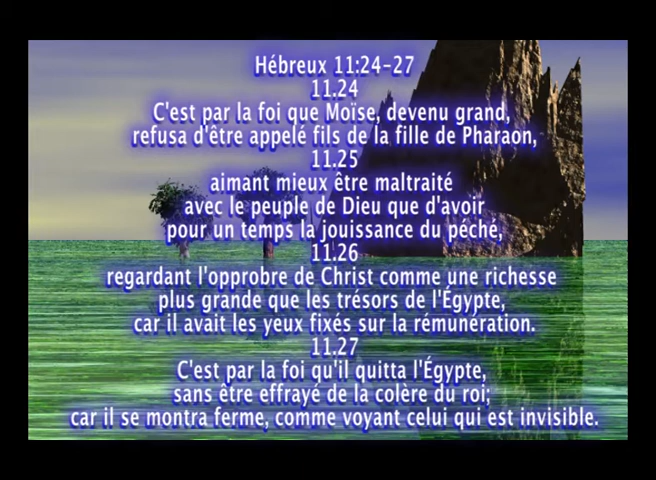 Hébreux 11:24-27
11.24
C'est par la foi que Moïse, devenu grand,
refusa d'être appelé fils de la fille de Pharaon,
11.25
aimant mieux être maltraité
avec le peuple de Dieu que d'avoir
pour un temps la jouissance du péché,
11.26
regardant l'opprobre de Christ comme une richesse
plus grande que les trésors de l'Égypte,
car il avait les yeux fixés sur la rémunération.
11.27
C'est par la foi qu'il quitta l'Égypte,
sans être effrayé de la colère du roi;
car il se montra ferme, comme voyant celui qui est invisible.